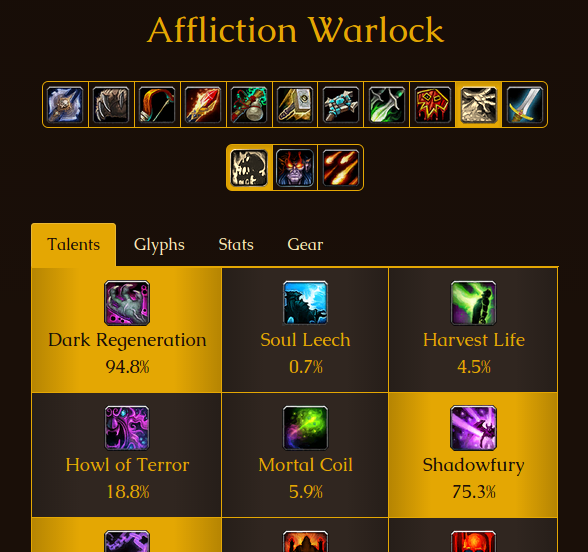 Affliction Warlock
Talents Glyphs Stats Gear
Dark Regeneration Soul Leech Harvest Life
94.8% 0.7% 4.5%
Howl of Terror Mortal Coil Shadowfury
18.8% 5.9% 75.3%